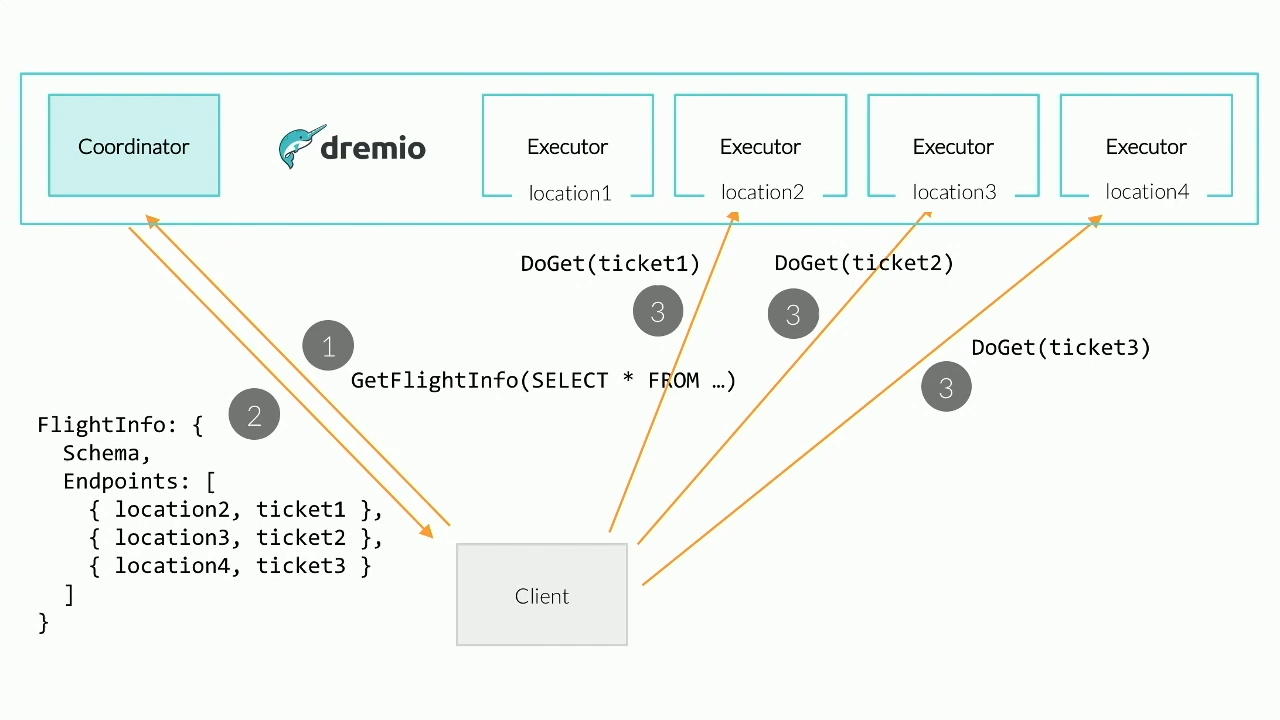 Coordinator
dremio
Executor
location1
Executor
location2
Executor
location3
Executor
location4
DoGet(ticket1)
DoGet(ticket2)
3
3
1
DoGet(ticket3)
GetFlightInfo(SELECT * FROM …)
3
2
FlightInfo: {
Schema,
Endpoints: [
{ location2, ticket1 },
{ location3, ticket2 },
{ location4, ticket3 }
]
}
Client